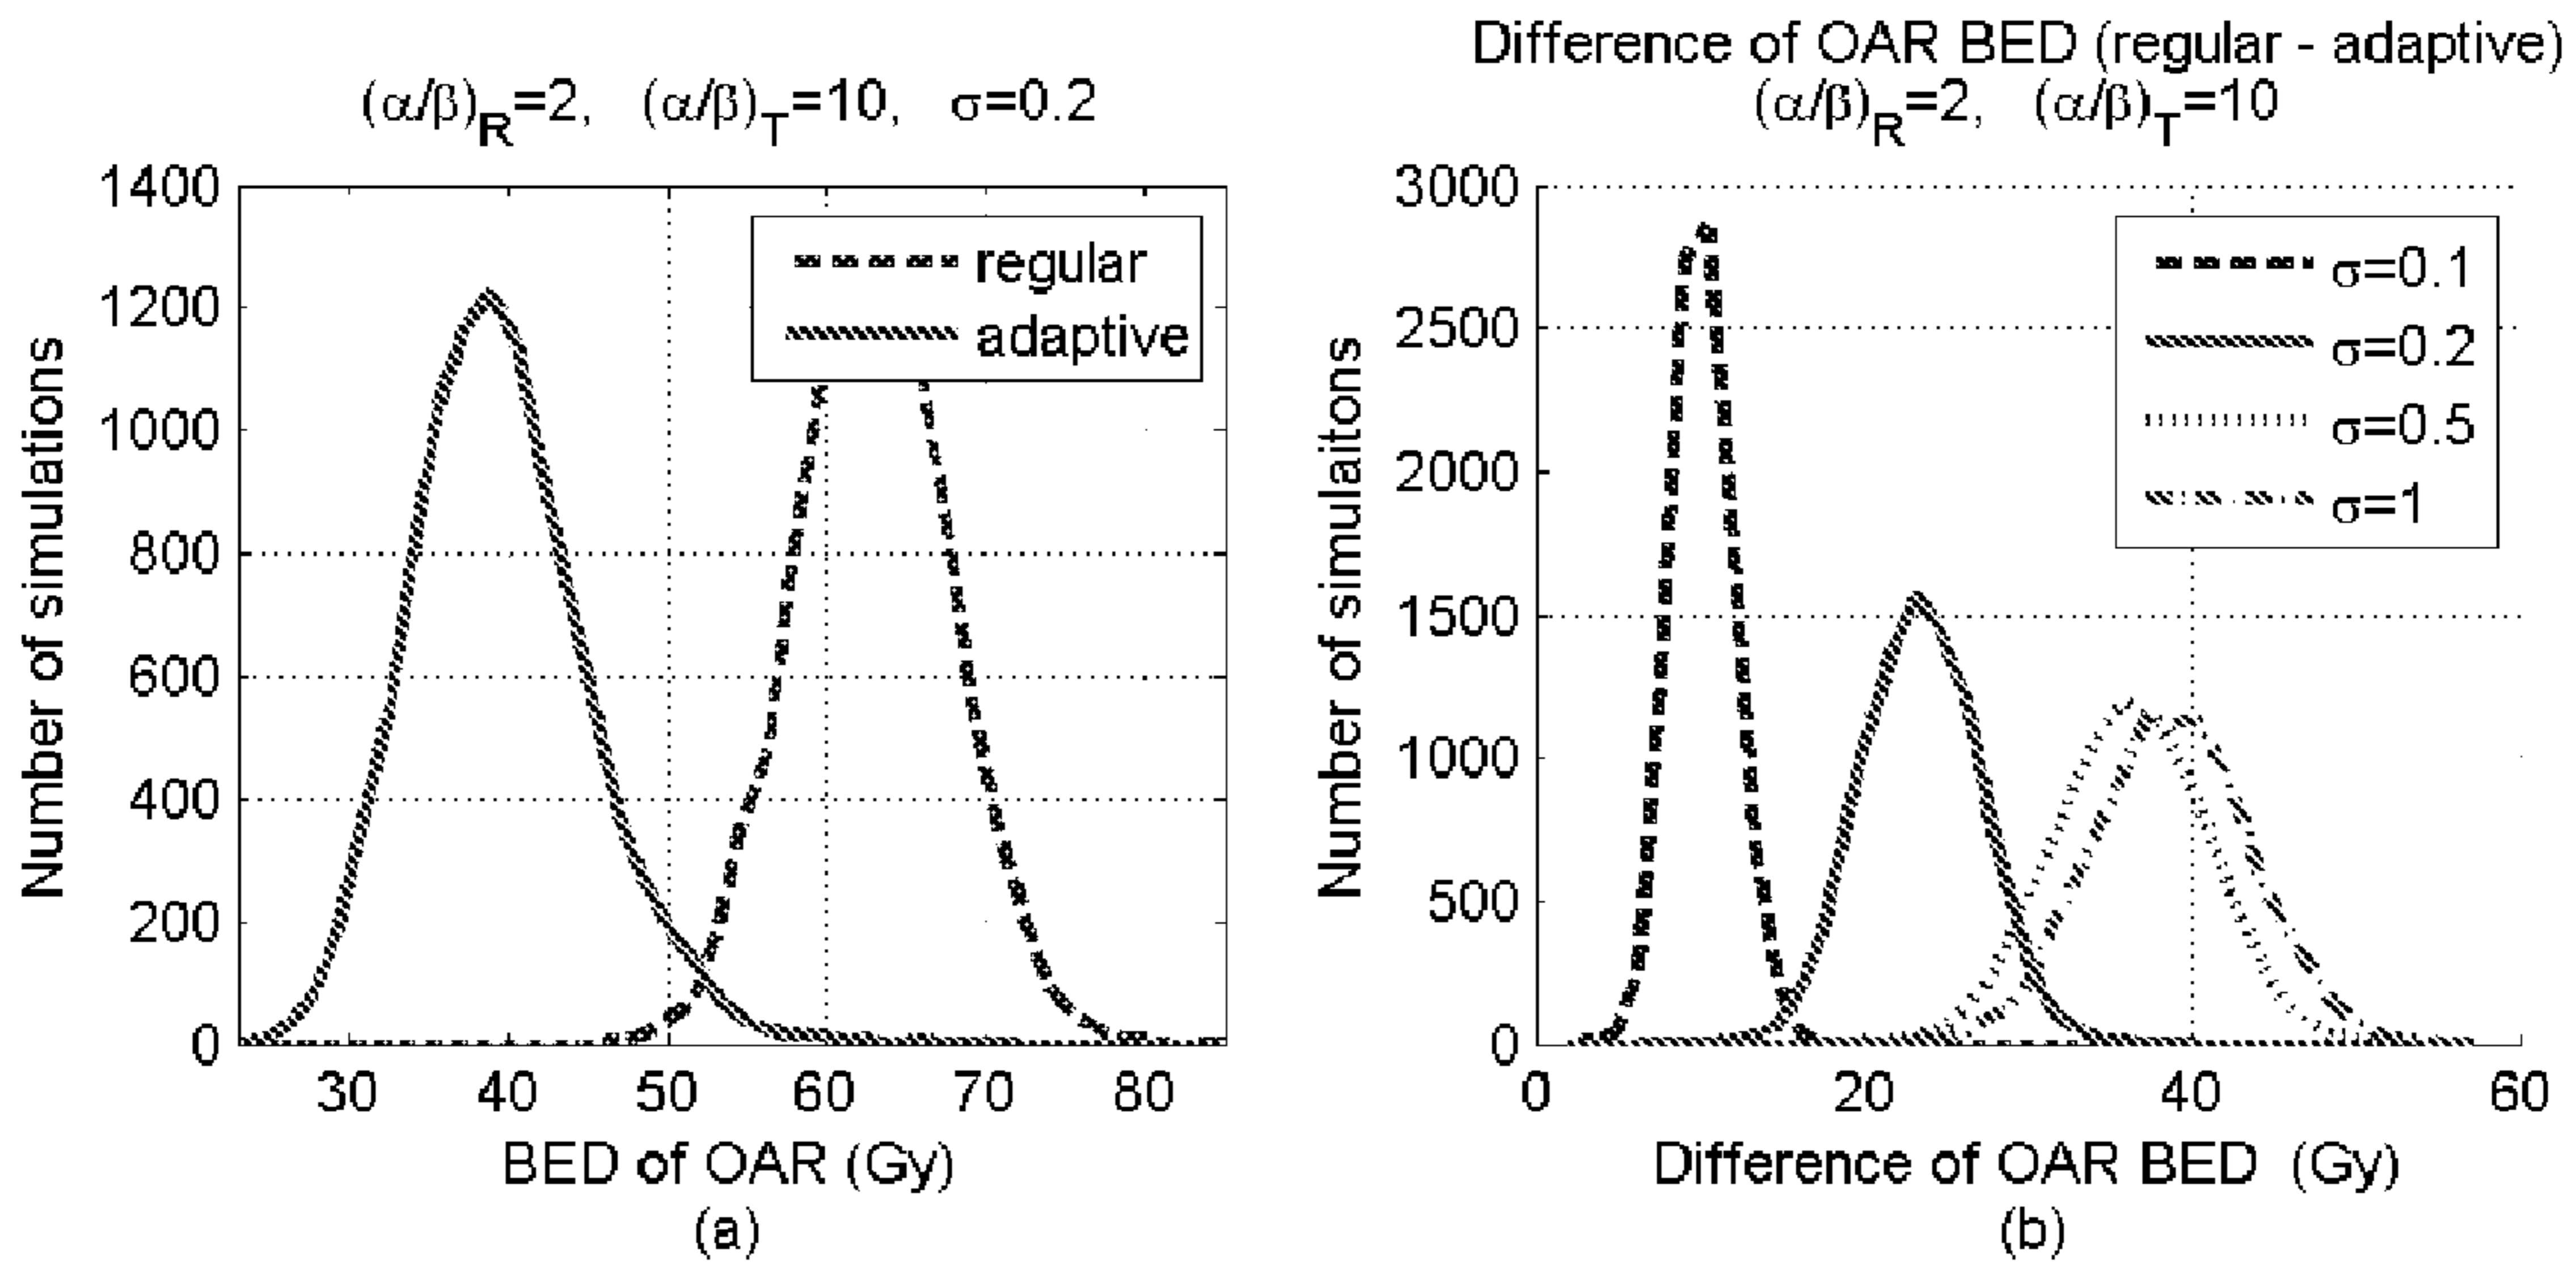 (α/β)R=2, (α/β)T=10, σ=0.2
1400
1200
1000
800
600
400
200
0
30 40 50 60 70 80
Number of simulations
regular
adaptive
BED of OAR (Gy)
(a)
Difference of OAR BED (regular - adaptive)
(α/β)R=2, (α/β)T=10
3000
2500
2000
1500
1000
500
0
0 20 40 60
Number of simulaitons
σ=0.1
σ=0.2
σ=0.5
σ=1
Difference of OAR BED (Gy)
(b)